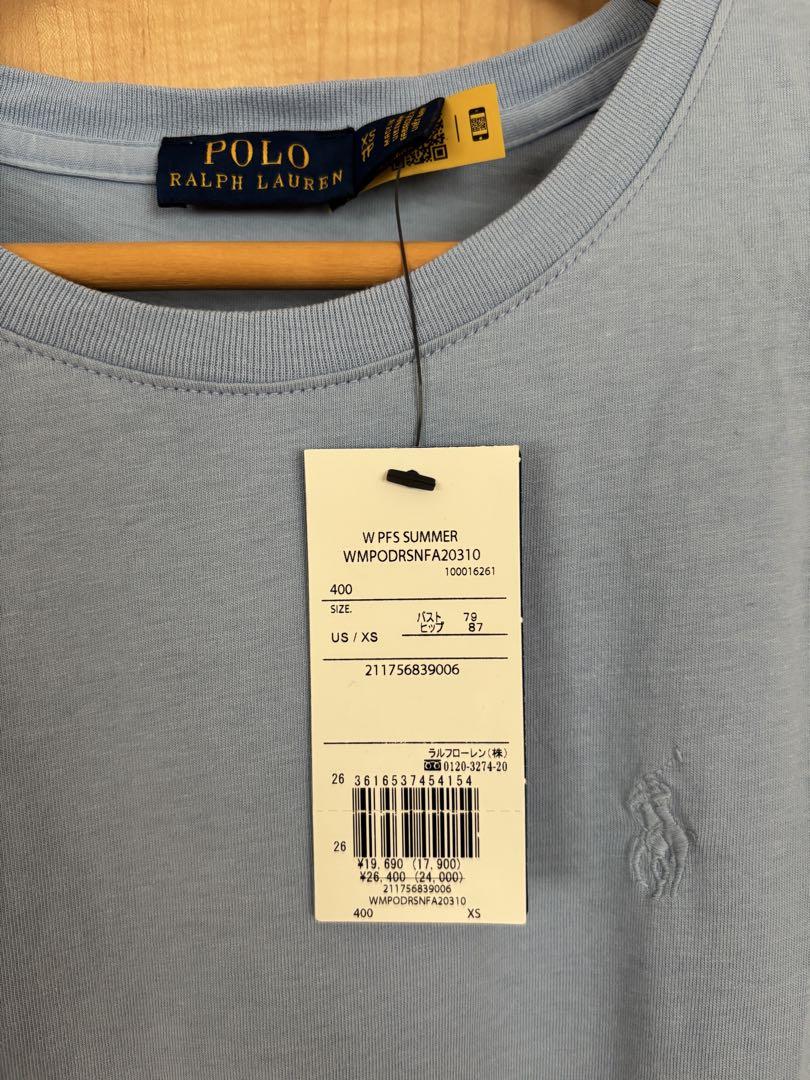 POLO
RALPH LAUREN
W PFS SUMMER
WMPODRSNFA20310
100016261
400
SIZE.
US / XS
バスト 79
ヒップ 87
211756839006
ラルフローレン(株)
0120-3274-20
26 3616537454154
26
¥19,690 (17,900)
¥26,400 (24,000)
211756839006
WMPODRSNFA20310
400 XS